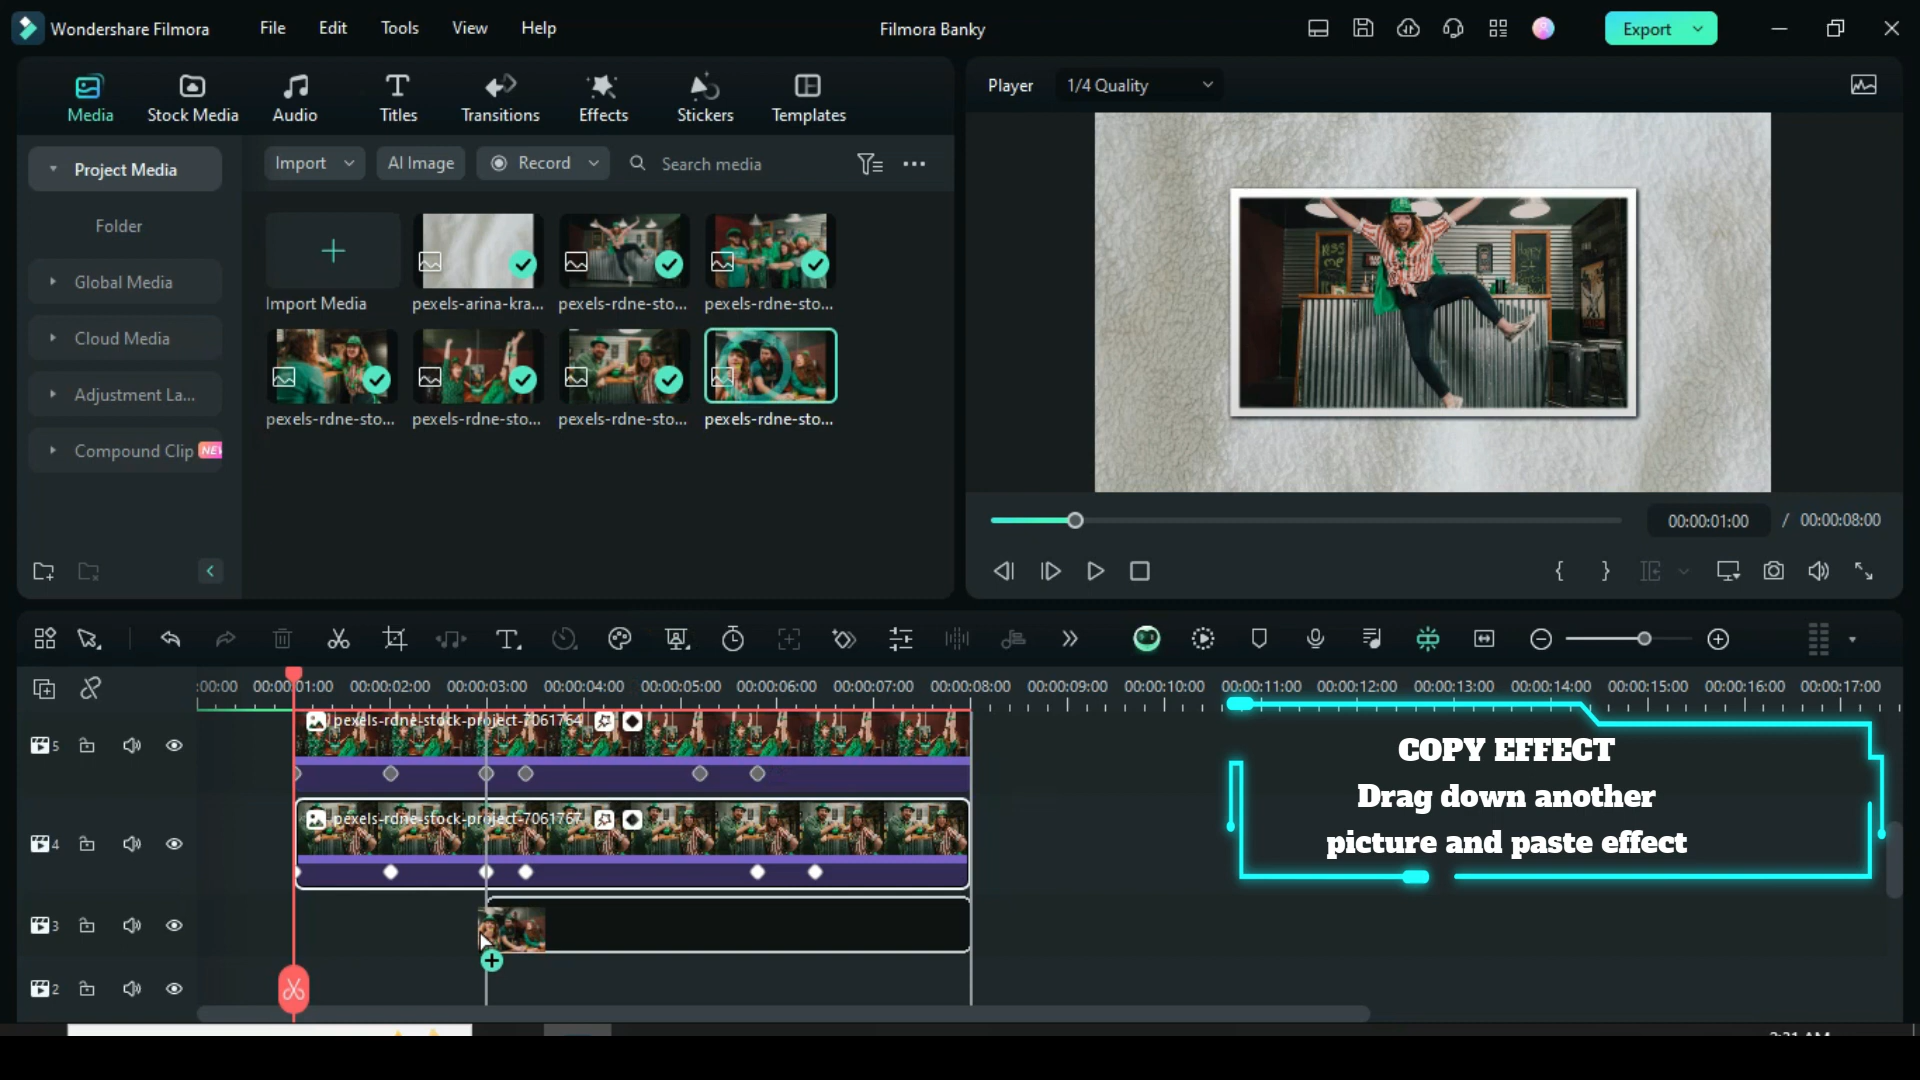 Wondershare Filmora
File
Edit
Tools
View
Help
Filmora Banky
Export
Media
Stock Media
Audio
Titles
Transitions
Effects
Stickers
Templates
Player
1/4 Quality
Project Media
Folder
Global Media
Cloud Media
Adjustment La...
Compound Clip
Import
AI Image
Record
Search media
Import Media
pexels-arina-kra...
pexels-rdne-sto...
pexels-rdne-sto...
pexels-rdne-sto...
pexels-rdne-sto...
pexels-rdne-sto...
pexels-rdne-sto...
00:00:01:00 / 00:00:08:00
:00:00 00:00:01:00 00:00:02:00 00:00:03:00 00:00:04:00 00:00:05:00 00:00:06:00 00:00:07:00 00:00:08:00 00:00:09:00 00:00:10:00 00:00:11:00 00:00:12:00 00:00:13:00 00:00:14:00 00:00:15:00 00:00:16:00 00:00:17:00
5
pexels-rdne-stock-project-7061764
4
pexels-rdne-stock-project-7061767
3
2
COPY EFFECT
Drag down another
picture and paste effect